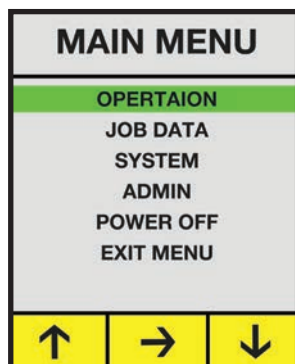 MAIN MENU
OPERTAION
JOB DATA
SYSTEM
ADMIN
POWER OFF
EXIT MENU
↑ → ↓